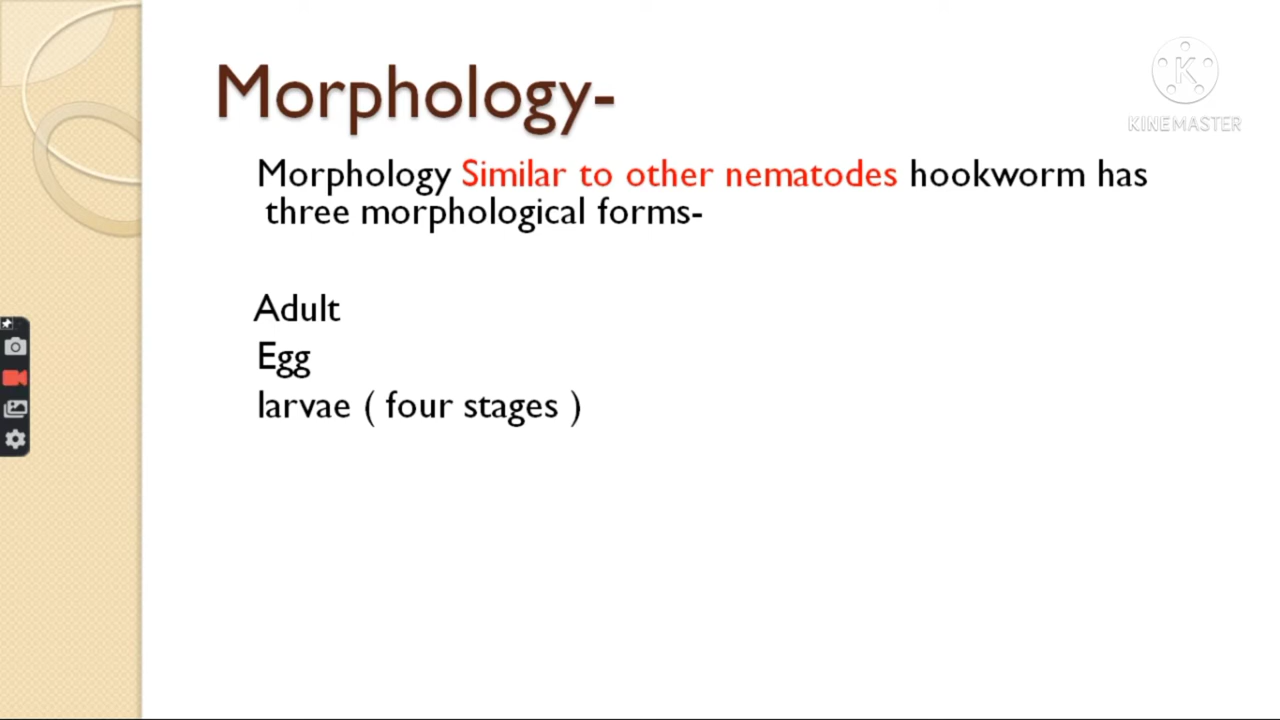 Morphology-
KINEMASTER
Morphology Similar to other nematodes hookworm has
three morphological forms-
Adult
Egg
larvae ( four stages )